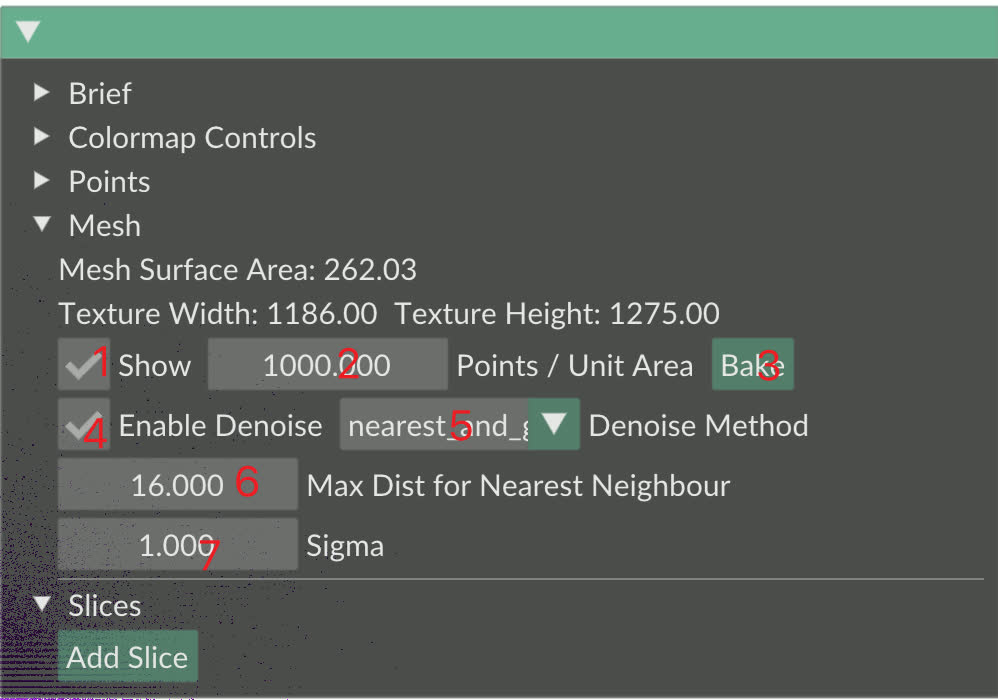 Brief
Colormap Controls
Points
Mesh
Mesh Surface Area: 262.03
Texture Width: 1186.00 Texture Height: 1275.00
1 Show 1000.000 2 Points / Unit Area Bake 3
4 Enable Denoise nearest_and_g 5 Denoise Method
16.000 6 Max Dist for Nearest Neighbour
1.000 7 Sigma
Slices
Add Slice